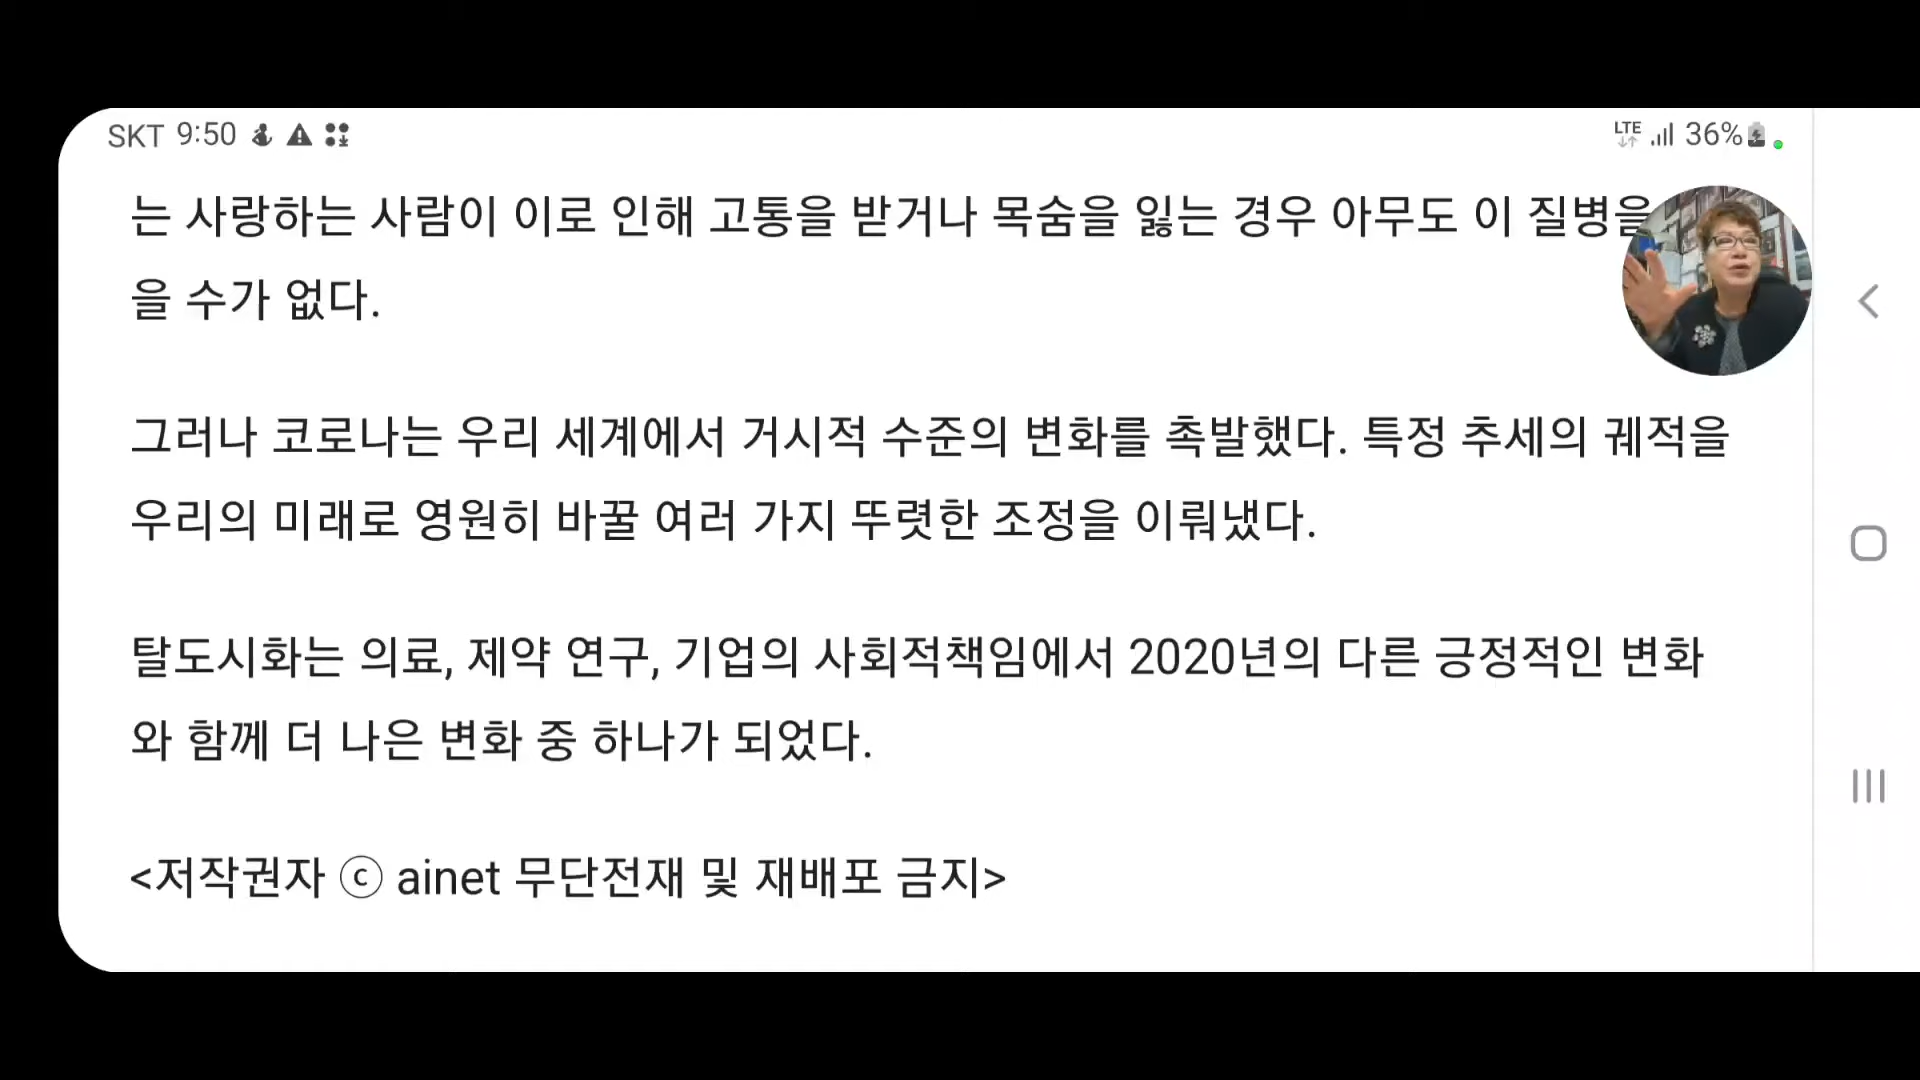 SKT 9:50
LTE 36%
는 사랑하는 사람이 이로 인해 고통을 받거나 목숨을 잃는 경우 아무도 이 질병을
을 수가 없다.
그러나 코로나는 우리 세계에서 거시적 수준의 변화를 촉발했다. 특정 추세의 궤적을
우리의 미래로 영원히 바꿀 여러 가지 뚜렷한 조정을 이뤄냈다.
탈도시화는 의료, 제약 연구, 기업의 사회적책임에서 2020년의 다른 긍정적인 변화
와 함께 더 나은 변화 중 하나가 되었다.
<저작권자 ⓒ ainet 무단전재 및 재배포 금지>